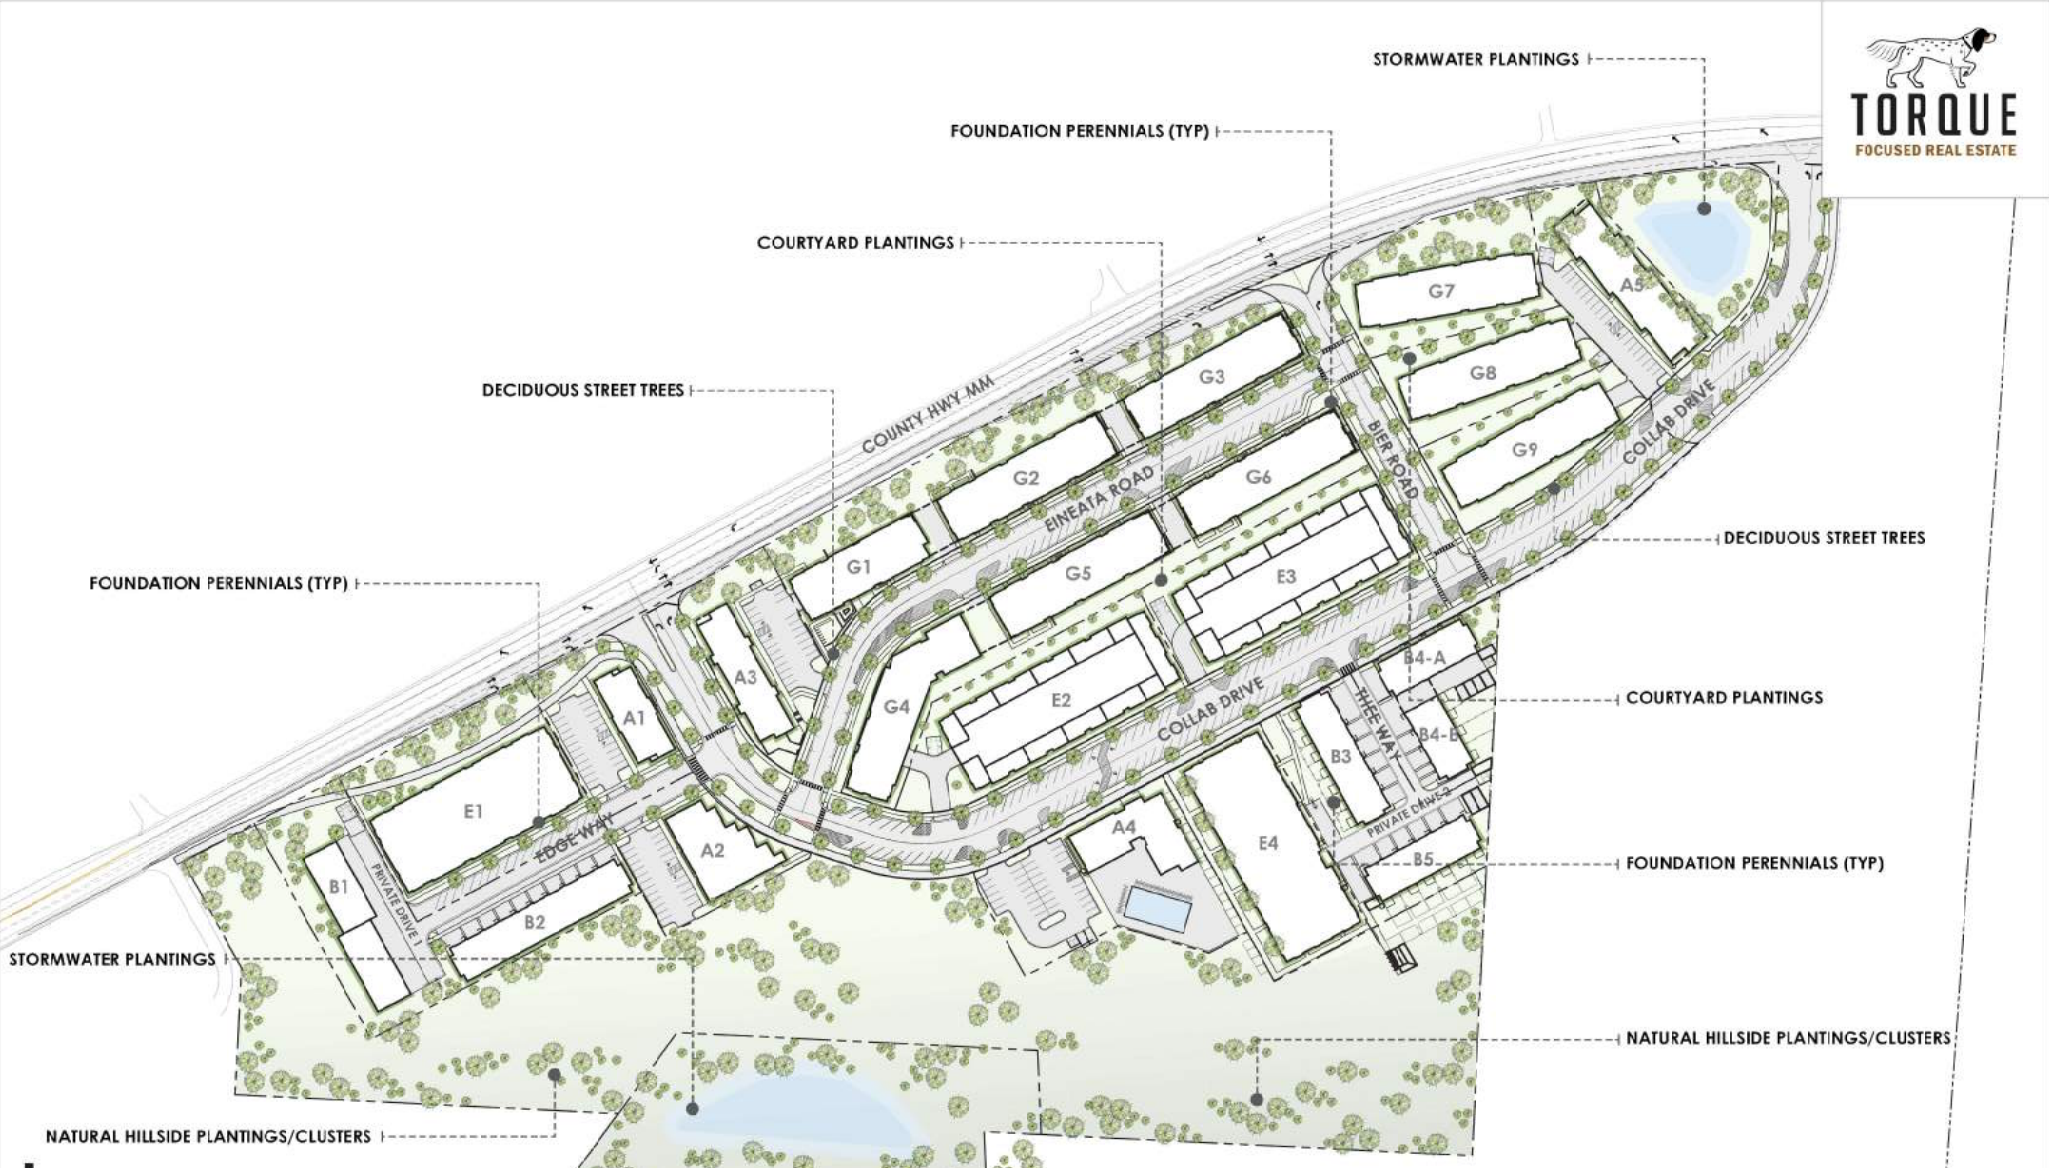 STORMWATER PLANTINGS
TORQUE
FOCUSED REAL ESTATE
FOUNDATION PERENNIALS (TYP)
COURTYARD PLANTINGS
A5
G7
G8
DECIDUOUS STREET TREES
G3
COUNTY HWY MM
COLLAB DRIVE
BIER ROAD
G9
G2
G6
EINEATA ROAD
DECIDUOUS STREET TREES
FOUNDATION PERENNIALS (TYP)
G1
G5
E3
A3
B4-A
E2
G4
COLLAB DRIVE
COURTYARD PLANTINGS
A1
THEE WAY
B4-B
B3
E1
EDGE WAY
A2
A4
E4
PRIVATE DRIVE 2
B5
FOUNDATION PERENNIALS (TYP)
B1
PRIVATE DRIVE 1
B2
STORMWATER PLANTINGS
NATURAL HILLSIDE PLANTINGS/CLUSTERS
NATURAL HILLSIDE PLANTINGS/CLUSTERS